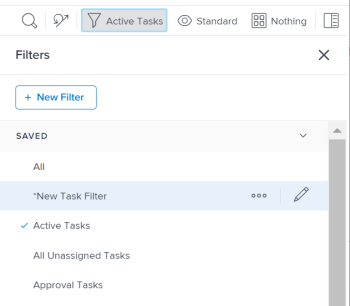 Active Tasks Standard Nothing
Filters
+ New Filter
SAVED
All
*New Task Filter
Active Tasks
All Unassigned Tasks
Approval Tasks